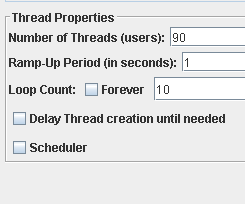 Thread Properties
Number of Threads (users): 90
Ramp-Up Period (in seconds): 1
Loop Count: Forever 10
Delay Thread creation until needed
Scheduler